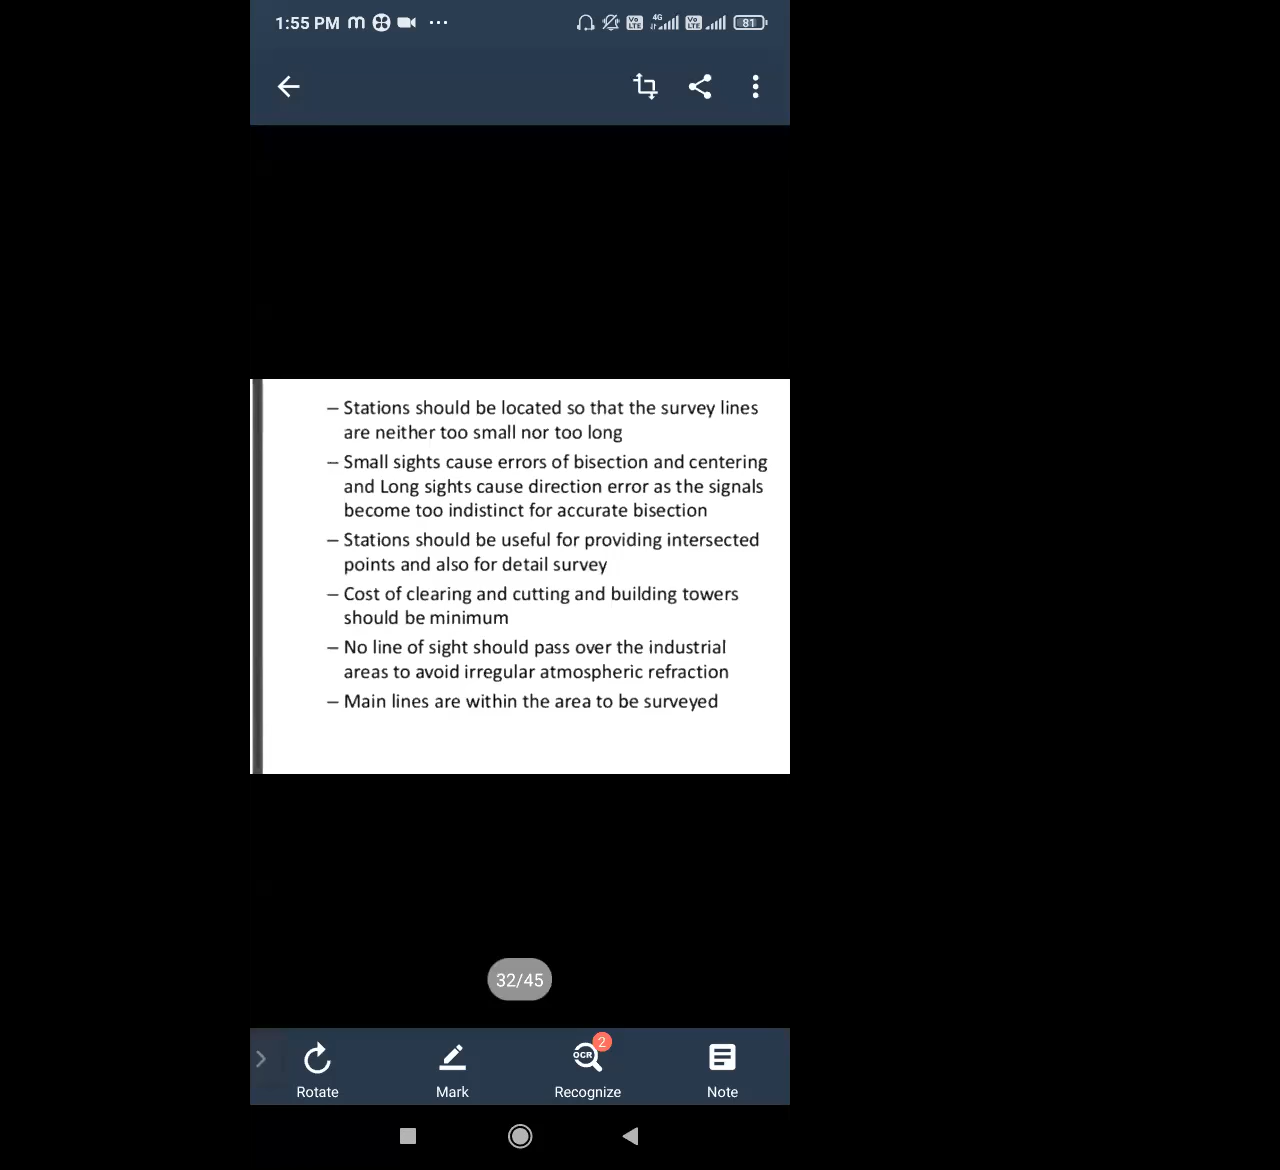 1:55 PM
4G
81
– Stations should be located so that the survey lines
are neither too small nor too long
– Small sights cause errors of bisection and centering
and Long sights cause direction error as the signals
become too indistinct for accurate bisection
– Stations should be useful for providing intersected
points and also for detail survey
– Cost of clearing and cutting and building towers
should be minimum
– No line of sight should pass over the industrial
areas to avoid irregular atmospheric refraction
– Main lines are within the area to be surveyed
32/45
OCR 2
Rotate Mark Recognize Note